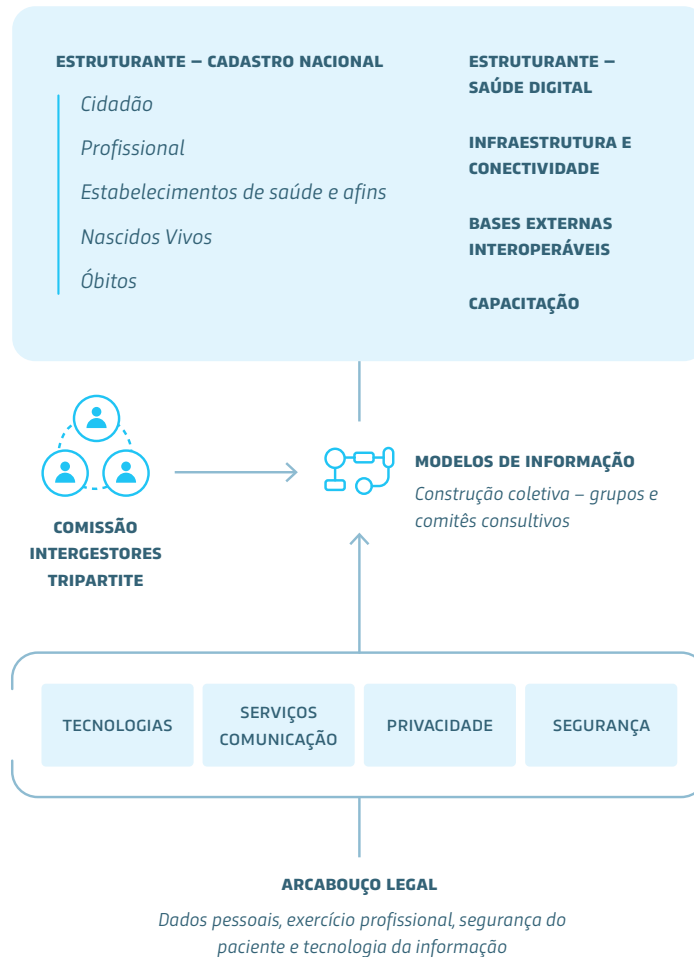 ESTRUTURANTE – CADASTRO NACIONAL
Cidadão
Profissional
Estabelecimentos de saúde e afins
Nascidos Vivos
Óbitos
ESTRUTURANTE –
SAÚDE DIGITAL
INFRAESTRUTURA E
CONECTIVIDADE
BASES EXTERNAS
INTEROPERÁVEIS
CAPACITAÇÃO
COMISSÃO
INTERGESTORES
TRIPARTITE
MODELOS DE INFORMAÇÃO
Construção coletiva – grupos e
comitês consultivos
TECNOLOGIAS
SERVIÇOS
COMUNICAÇÃO
PRIVACIDADE
SEGURANÇA
ARCABOUÇO LEGAL
Dados pessoais, exercício profissional, segurança do
paciente e tecnologia da informação